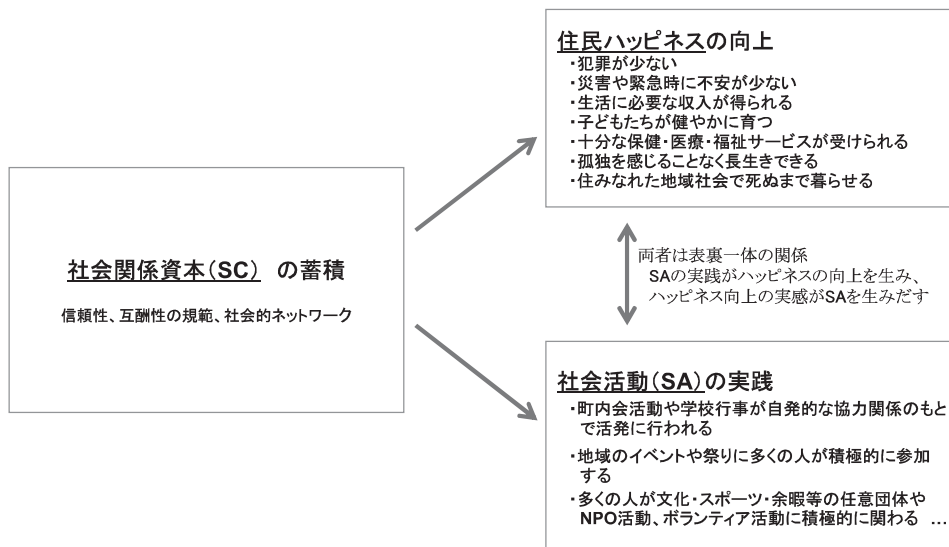 住民ハッピネスの向上
・犯罪が少ない
・災害や緊急時に不安が少ない
・生活に必要な収入が得られる
・子どもたちが健やかに育つ
・十分な保健・医療・福祉サービスが受けられる
・孤独を感じることなく長生きできる
・住みなれた地域社会で死ぬまで暮らせる
社会関係資本(SC) の蓄積
信頼性、互酬性の規範、社会的ネットワーク
両者は表裏一体の関係
SAの実践がハッピネスの向上を生み、
ハッピネス向上の実感がSAを生みだす
社会活動(SA)の実践
・町内会活動や学校行事が自発的な協力関係のもと
で活発に行われる
・地域のイベントや祭りに多くの人が積極的に参加
する
・多くの人が文化・スポーツ・余暇等の任意団体や
NPO活動、ボランティア活動に積極的に関わる …